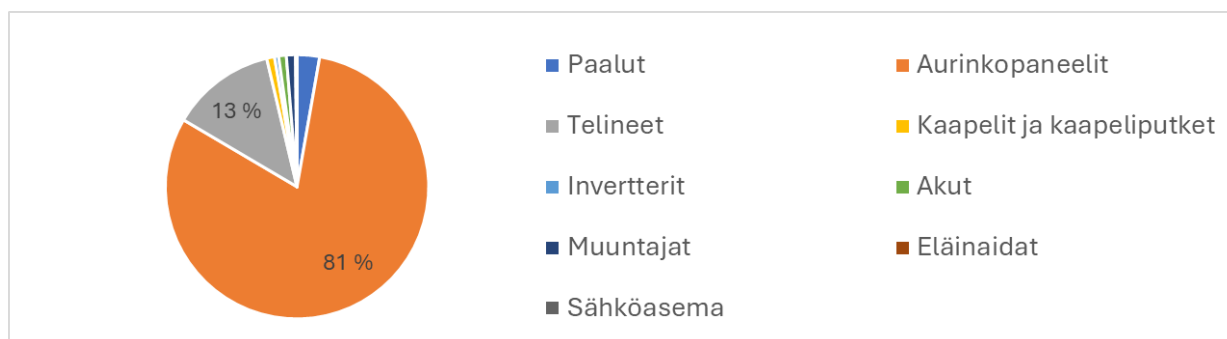 13 %
81 %
Paalut
Aurinkopaneelit
Telineet
Kaapelit ja kaapeliputket
Invertterit
Akut
Muuntajat
Eläinaidat
Sähköasema